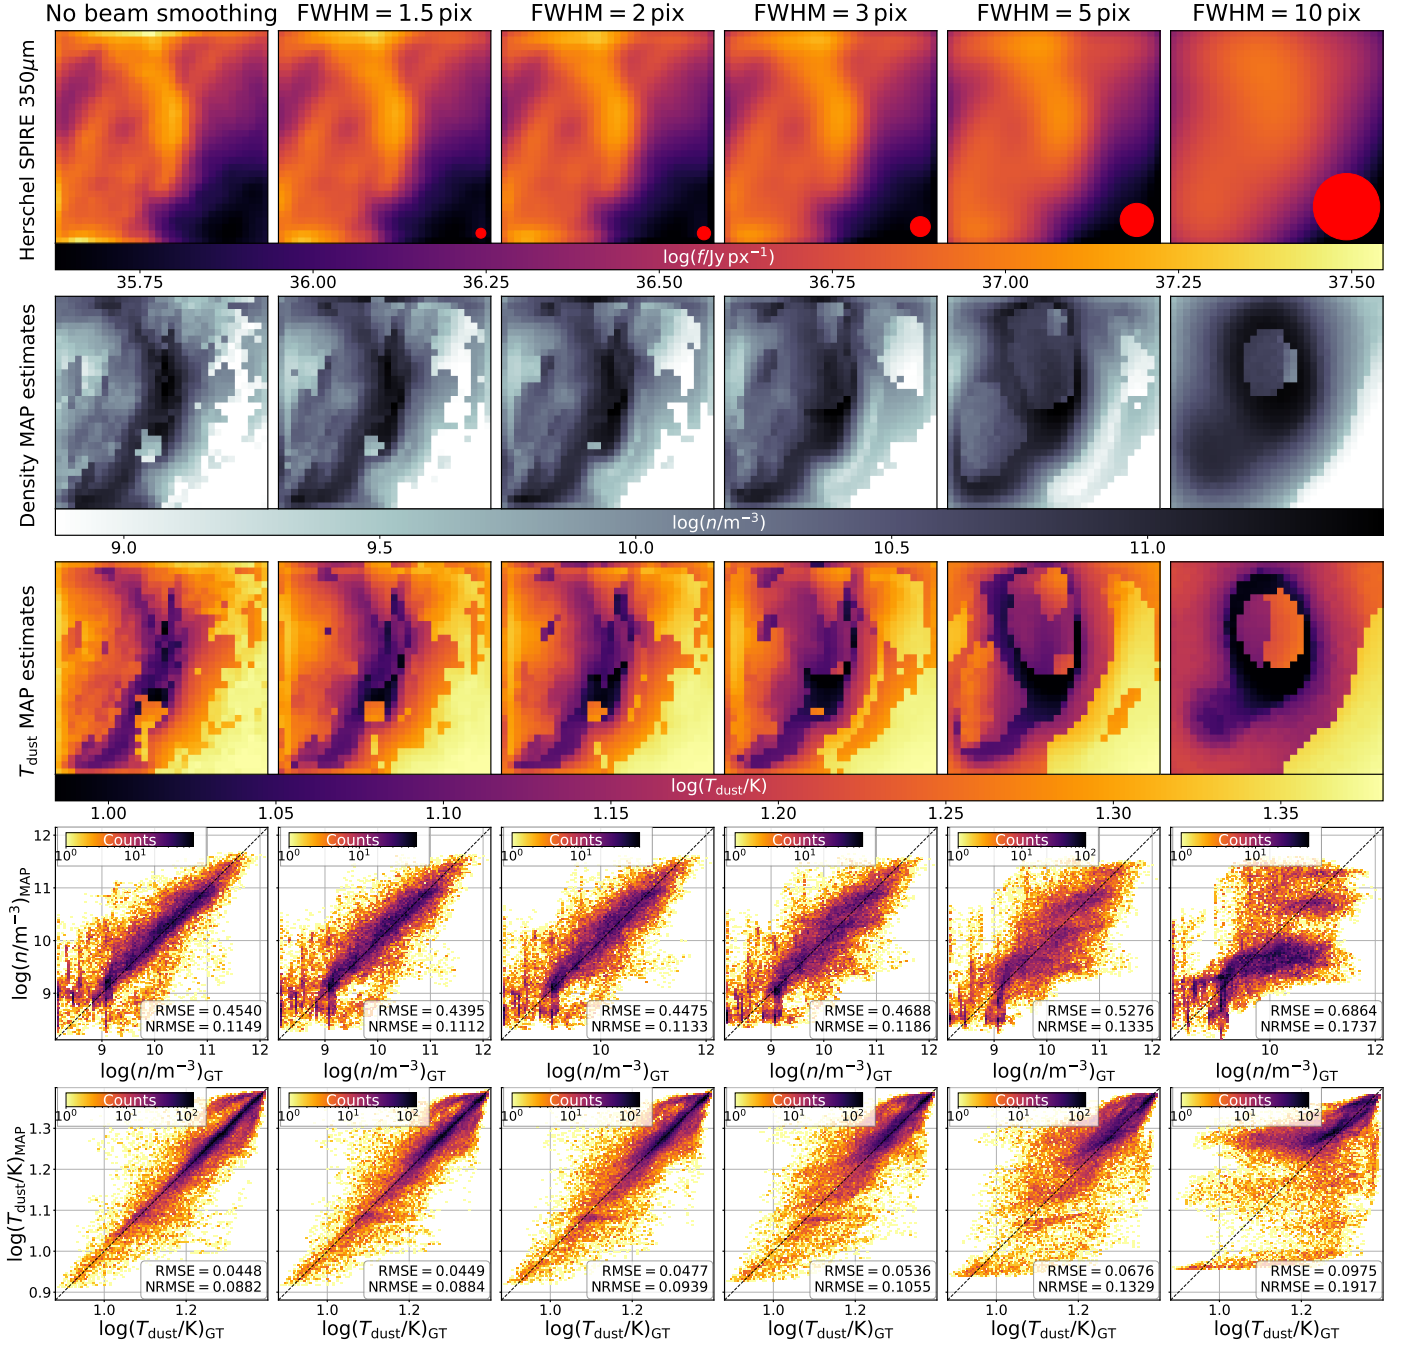 No beam smoothing FWHM = 1.5 pix FWHM = 2 pix FWHM = 3 pix FWHM = 5 pix FWHM = 10 pix
Herschel SPIRE 350μm
log(f/Jy px⁻¹)
35.75 36.00 36.25 36.50 36.75 37.00 37.25 37.50
Density MAP estimates
log(n/m⁻³)
9.0 9.5 10.0 10.5 11.0
T_dust MAP estimates
log(T_dust/K)
1.00 1.05 1.10 1.15 1.20 1.25 1.30 1.35
log(n/m⁻³)_MAP
12
11
10
9
Counts Counts Counts Counts Counts Counts
10⁰ 10¹ 10⁰ 10¹ 10⁰ 10¹ 10⁰ 10¹ 10⁰ 10¹ 10² 10⁰ 10¹
RMSE = 0.4540 RMSE = 0.4395 RMSE = 0.4475 RMSE = 0.4688 RMSE = 0.5276 RMSE = 0.6864
NRMSE = 0.1149 NRMSE = 0.1112 NRMSE = 0.1133 NRMSE = 0.1186 NRMSE = 0.1335 NRMSE = 0.1737
9 10 11 12 9 10 11 12 9 10 11 12 9 10 11 12 9 10 11 12 9 10 11 12
log(n/m⁻³)_GT log(n/m⁻³)_GT log(n/m⁻³)_GT log(n/m⁻³)_GT log(n/m⁻³)_GT log(n/m⁻³)_GT
log(T_dust/K)_MAP
1.3
1.2
1.1
1.0
0.9
Counts Counts Counts Counts Counts Counts
10⁰ 10¹ 10² 10⁰ 10¹ 10² 10⁰ 10¹ 10² 10⁰ 10¹ 10² 10⁰ 10¹ 10² 10⁰ 10¹ 10²
RMSE = 0.0448 RMSE = 0.0449 RMSE = 0.0477 RMSE = 0.0536 RMSE = 0.0676 RMSE = 0.0975
NRMSE = 0.0882 NRMSE = 0.0884 NRMSE = 0.0939 NRMSE = 0.1055 NRMSE = 0.1329 NRMSE = 0.1917
1.0 1.2 1.0 1.2 1.0 1.2 1.0 1.2 1.0 1.2 1.0 1.2
log(T_dust/K)_GT log(T_dust/K)_GT log(T_dust/K)_GT log(T_dust/K)_GT log(T_dust/K)_GT log(T_dust/K)_GT